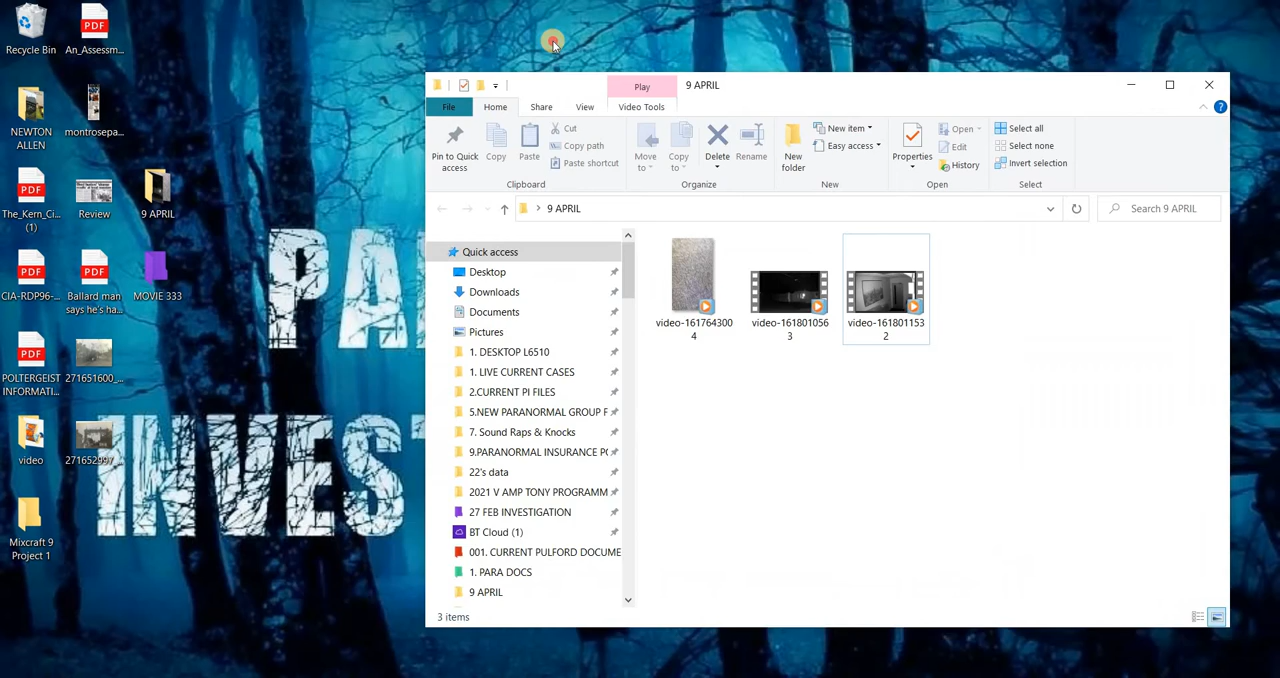 Recycle Bin
An_Assessm...
NEWTON
ALLEN
montrosepa...
The_Kern_Ci...
(1)
Review
9 APRIL
CIA-RDP96-...
Ballard man
says he's ha...
MOVIE 333
POLTERGEIST
INFORMATI...
271651600_...
video
271652997_...
Mixcraft 9
Project 1
INVEST
Play
9 APRIL
File
Home
Share
View
Video Tools
Pin to Quick
access
Copy
Paste
Cut
Copy path
Paste shortcut
Clipboard
Move
to
Copy
to
Delete
Rename
Organize
New
folder
New item
Easy access
New
Properties
Open
Edit
History
Open
Select all
Select none
Invert selection
Select
9 APRIL
Search 9 APRIL
Quick access
Desktop
Downloads
Documents
Pictures
1. DESKTOP L6510
1. LIVE CURRENT CASES
2.CURRENT PI FILES
5.NEW PARANORMAL GROUP F
7. Sound Raps & Knocks
9.PARANORMAL INSURANCE PO
22's data
2021 V AMP TONY PROGRAMM
27 FEB INVESTIGATION
BT Cloud (1)
001. CURRENT PULFORD DOCUME
1. PARA DOCS
9 APRIL
video-161764300
4
video-161801056
3
video-161801153
2
3 items